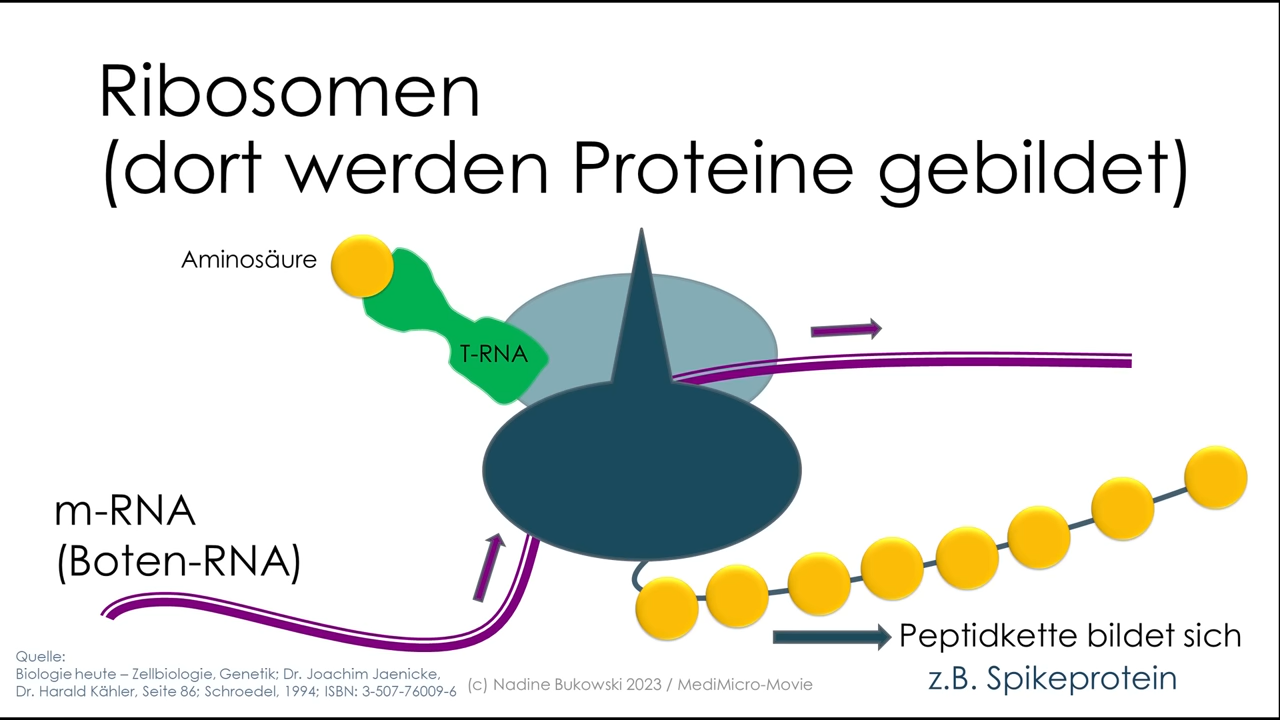 Ribosomen
(dort werden Proteine gebildet)
Aminosäure
T-RNA
m-RNA
(Boten-RNA)
Peptidkette bildet sich
z.B. Spikeprotein
Quelle:
Biologie heute – Zellbiologie, Genetik; Dr. Joachim Jaenicke,
Dr. Harald Kähler, Seite 86; Schroedel, 1994; ISBN: 3-507-76009-6
(c) Nadine Bukowski 2023 / MediMicro-Movie